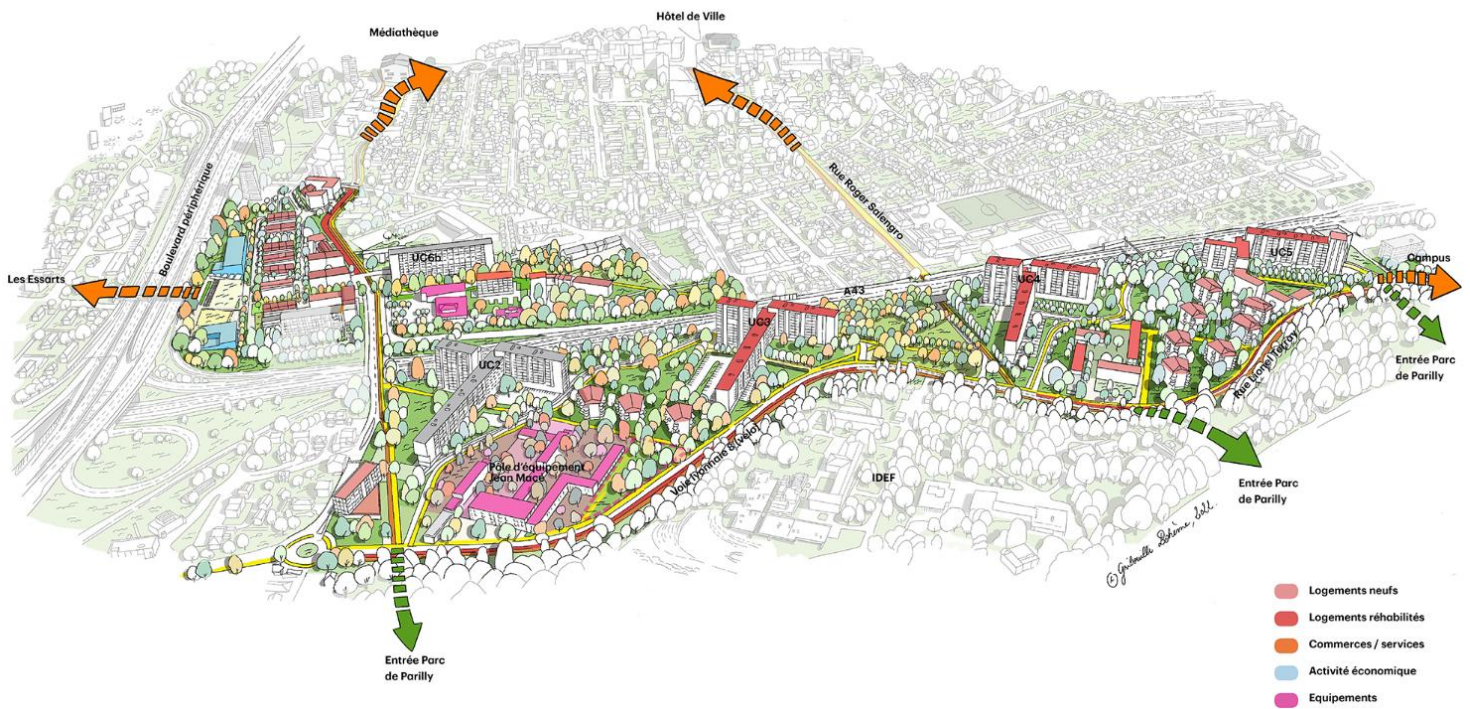 Hôtel de Ville
Médiathèque
Boulevard périphérique
Rue Roger Salengro
Les Essarts
UC6b
UC5
Campus
UC4
A43
UC3
UC2
Entrée Parc
de Parilly
Rue Lionel Terray
Pôle d'équipement
Jean Macé
Voie lyonnaise 8 (vélo)
IDEF
Entrée Parc
de Parilly
Entrée Parc
de Parilly
Logements neufs
Logements réhabilités
Commerces / services
Activité économique
Equipements